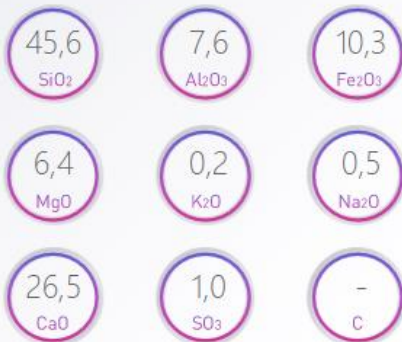 45,6 7,6 10,3
SiO₂ Al₂O₃ Fe₂O₃
6,4 0,2 0,5
MgO K₂O Na₂O
26,5 1,0 -
CaO SO₃ C